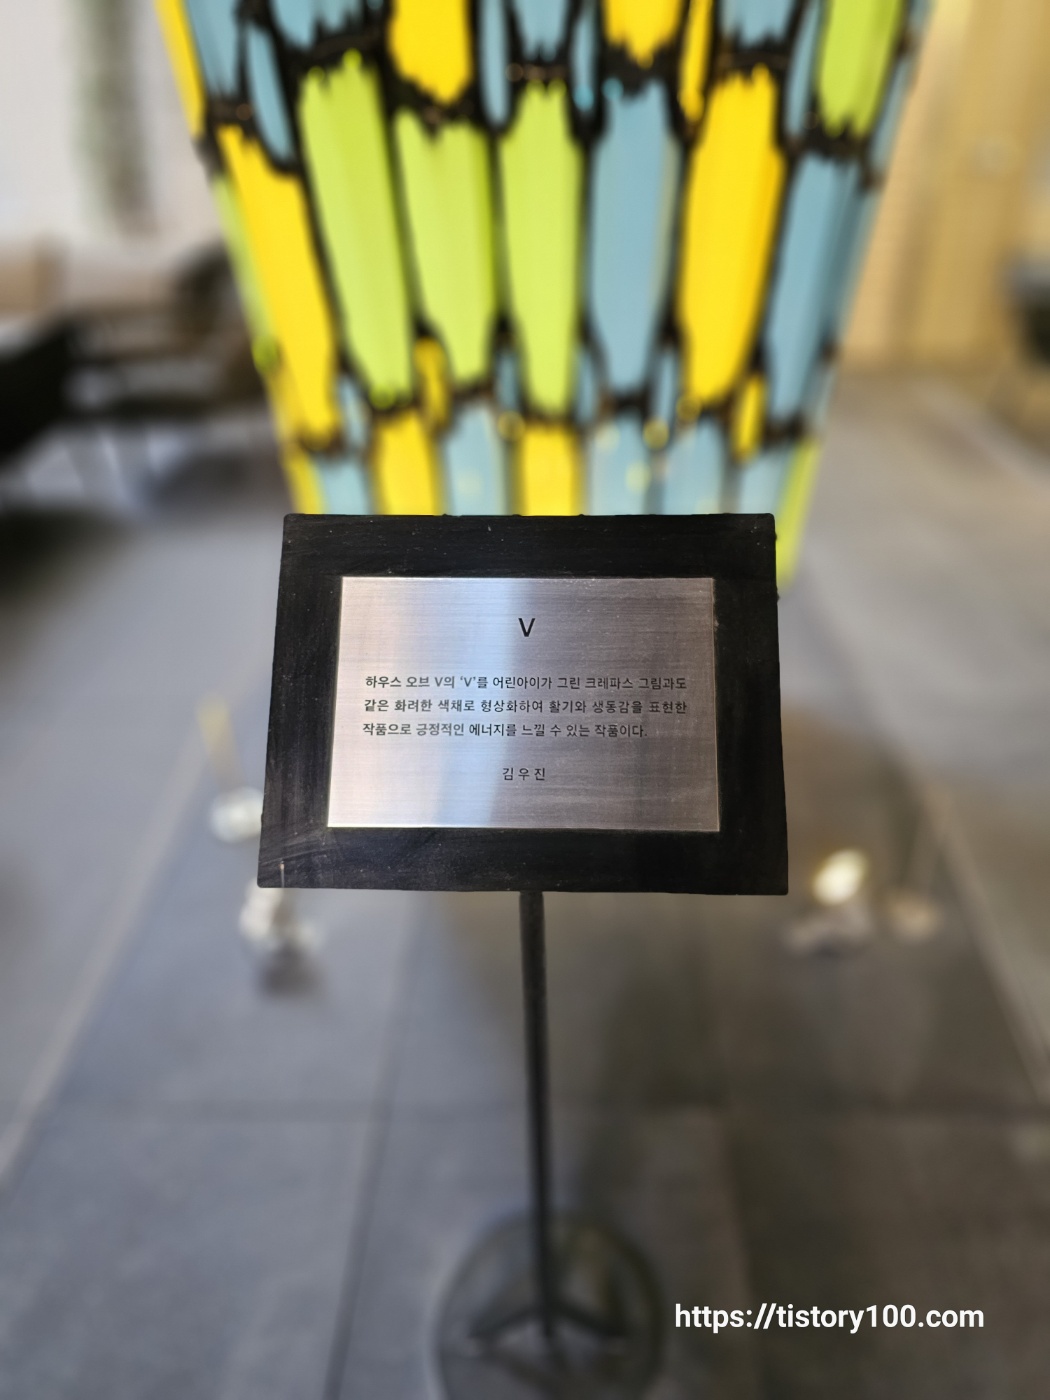 V
하우스 오브 V의 'V'를 어린아이가 그린 크레파스 그림과도
같은 화려한 색채로 형상화하여 활기와 생동감을 표현한
작품으로 긍정적인 에너지를 느낄 수 있는 작품이다.
김우진
https://tistory100.com